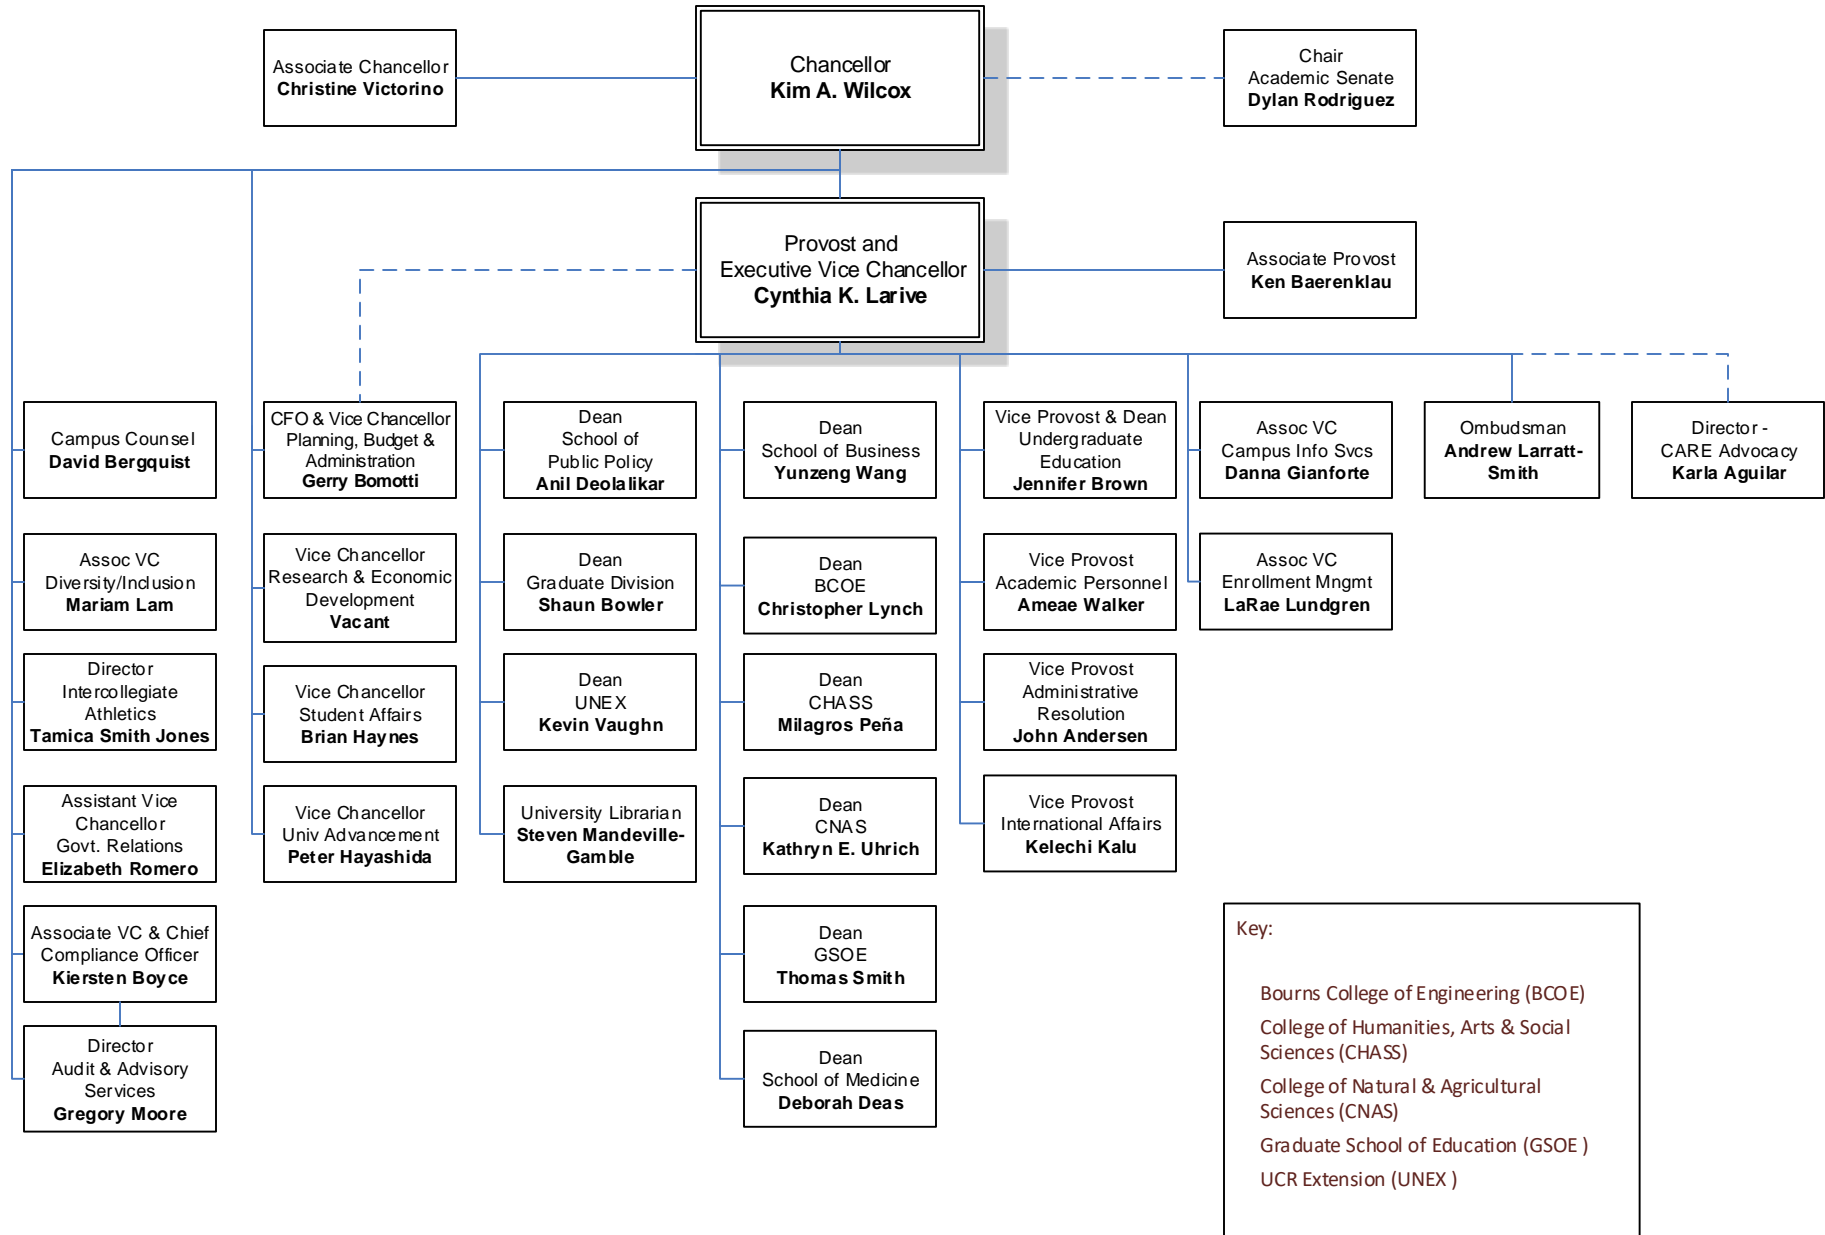 Associate Chancellor
Christine Victorino
Chancellor
Kim A. Wilcox
Chair
Academic Senate
Dylan Rodriguez
Provost and
Executive Vice Chancellor
Cynthia K. Larive
Associate Provost
Ken Baerenklau
Campus Counsel
David Bergquist
CFO & Vice Chancellor
Planning, Budget &
Administration
Gerry Bomotti
Dean
School of
Public Policy
Anil Deolalikar
Dean
School of Business
Yunzeng Wang
Vice Provost & Dean
Undergraduate
Education
Jennifer Brown
Assoc VC
Campus Info Svcs
Danna Gianforte
Ombudsman
Andrew Larratt-
Smith
Director -
CARE Advocacy
Karla Aguilar
Assoc VC
Diversity/Inclusion
Mariam Lam
Vice Chancellor
Research & Economic
Development
Vacant
Dean
Graduate Division
Shaun Bowler
Dean
BCOE
Christopher Lynch
Vice Provost
Academic Personnel
Ameae Walker
Assoc VC
Enrollment Mngmt
LaRae Lundgren
Director
Intercollegiate
Athletics
Tamica Smith Jones
Vice Chancellor
Student Affairs
Brian Haynes
Dean
UNEX
Kevin Vaughn
Dean
CHASS
Milagros Peña
Vice Provost
Administrative
Resolution
John Andersen
Assistant Vice
Chancellor
Govt. Relations
Elizabeth Romero
Vice Chancellor
Univ Advancement
Peter Hayashida
University Librarian
Steven Mandeville-
Gamble
Dean
CNAS
Kathryn E. Uhrich
Vice Provost
International Affairs
Kelechi Kalu
Associate VC & Chief
Compliance Officer
Kiersten Boyce
Dean
GSOE
Thomas Smith
Director
Audit & Advisory
Services
Gregory Moore
Dean
School of Medicine
Deborah Deas
Key:
Bourns College of Engineering (BCOE)
College of Humanities, Arts & Social
Sciences (CHASS)
College of Natural & Agricultural
Sciences (CNAS)
Graduate School of Education (GSOE )
UCR Extension (UNEX )